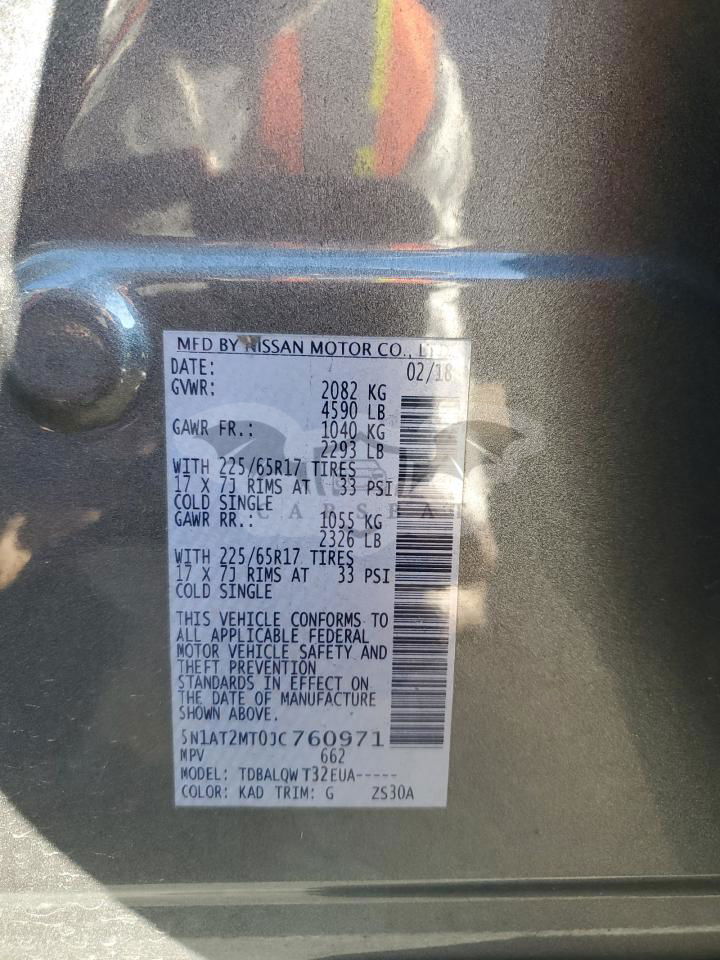 MFD BY NISSAN MOTOR CO., LTD.
DATE: 02/18
GVWR: 2082 KG
4590 LB
GAWR FR.: 1040 KG
2293 LB
WITH 225/65R17 TIRES
17 X 7J RIMS AT 33 PSI
COLD SINGLE
GAWR RR.: 1055 KG
2326 LB
WITH 225/65R17 TIRES
17 X 7J RIMS AT 33 PSI
COLD SINGLE
THIS VEHICLE CONFORMS TO
ALL APPLICABLE FEDERAL
MOTOR VEHICLE SAFETY AND
THEFT PREVENTION
STANDARDS IN EFFECT ON
THE DATE OF MANUFACTURE
SHOWN ABOVE.
5N1AT2MT0JC760971
MPV 662
MODEL: TDBALQW T32EUA-----
COLOR: KAD TRIM: G ZS30A